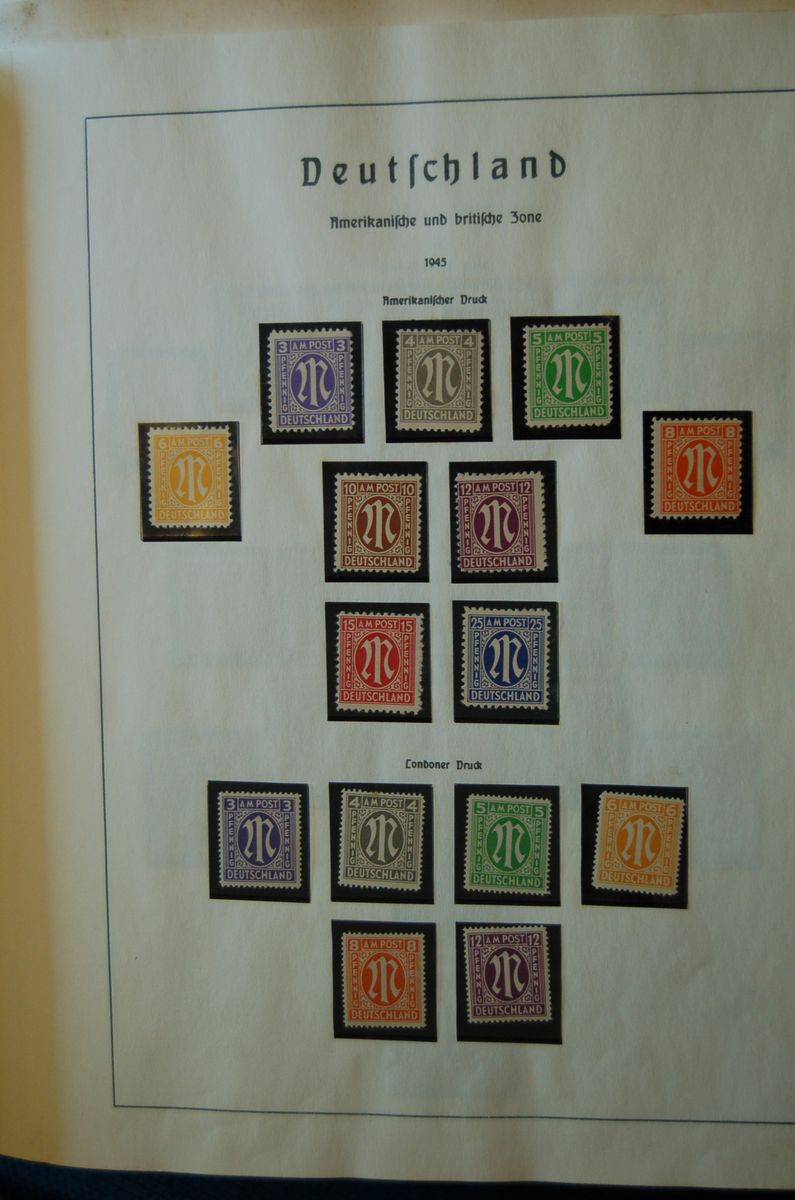 Deutſchland
Amerikaniſche und britiſche Zone
1945
Amerikaniſcher Druck
3 AM POST 3
PFENNIG M PFENNIG
DEUTSCHLAND
4 AM POST 4
PFENNIG M PFENNIG
DEUTSCHLAND
5 AM POST 5
PFENNIG M PFENNIG
DEUTSCHLAND
6 AM POST 6
PFENNIG M PFENNIG
DEUTSCHLAND
8 AM POST 8
PFENNIG M PFENNIG
DEUTSCHLAND
10 AM POST 10
PFENNIG M PFENNIG
DEUTSCHLAND
12 AM POST 12
PFENNIG M PFENNIG
DEUTSCHLAND
15 AM POST 15
PFENNIG M PFENNIG
DEUTSCHLAND
25 AM POST 25
PFENNIG M PFENNIG
DEUTSCHLAND
Londoner Druck
3 AM POST 3
PFENNIG M PFENNIG
DEUTSCHLAND
4 AM POST 4
PFENNIG M PFENNIG
DEUTSCHLAND
5 AM POST 5
PFENNIG M PFENNIG
DEUTSCHLAND
6 AM POST 6
PFENNIG M PFENNIG
DEUTSCHLAND
8 AM POST 8
PFENNIG M PFENNIG
DEUTSCHLAND
12 AM POST 12
PFENNIG M PFENNIG
DEUTSCHLAND